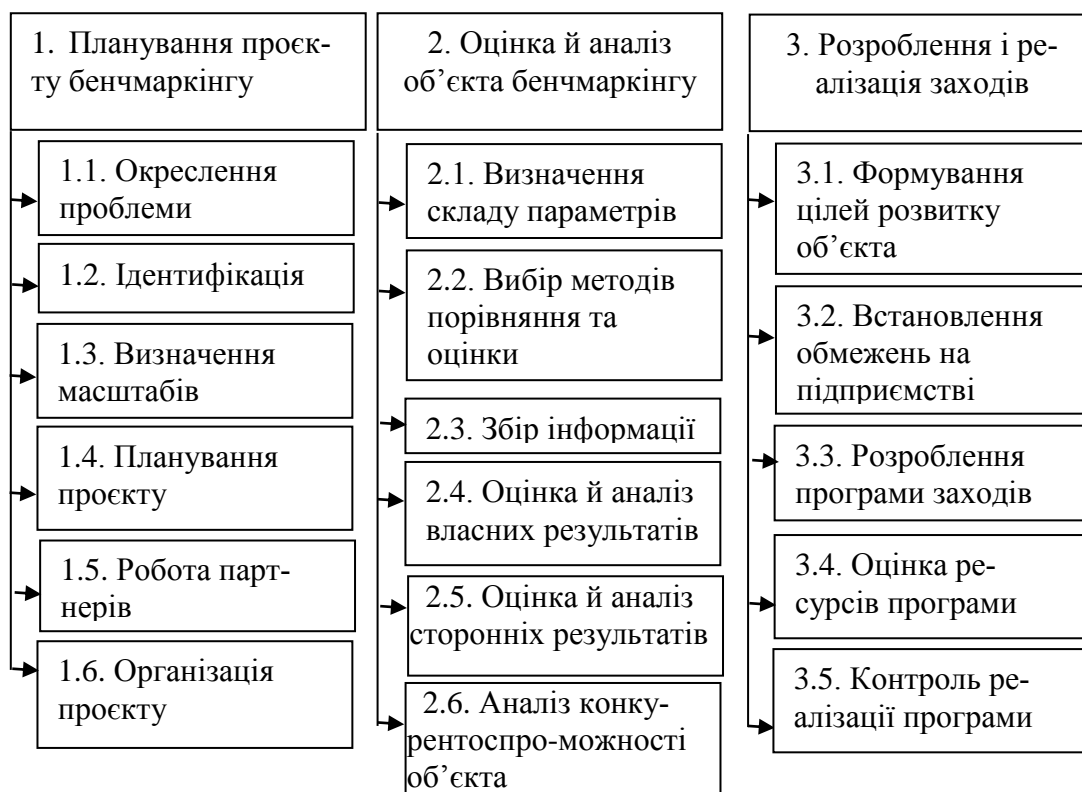 1. Планування проєк-
ту бенчмаркінгу
1.1. Окреслення
проблеми
1.2. Ідентифікація
1.3. Визначення
масштабів
1.4. Планування
проєкту
1.5. Робота парт-
нерів
1.6. Організація
проєкту
2. Оцінка й аналіз
об’єкта бенчмаркінгу
2.1. Визначення
складу параметрів
2.2. Вибір методів
порівняння та
оцінки
2.3. Збір інформації
2.4. Оцінка й аналіз
власних результатів
2.5. Оцінка й аналіз
сторонніх результатів
2.6. Аналіз конку-
рентоспро-можності
об’єкта
3. Розроблення і ре-
алізація заходів
3.1. Формування
цілей розвитку
об’єкта
3.2. Встановлення
обмежень на
підприємстві
3.3. Розроблення
програми заходів
3.4. Оцінка ре-
сурсів програми
3.5. Контроль ре-
алізації програми